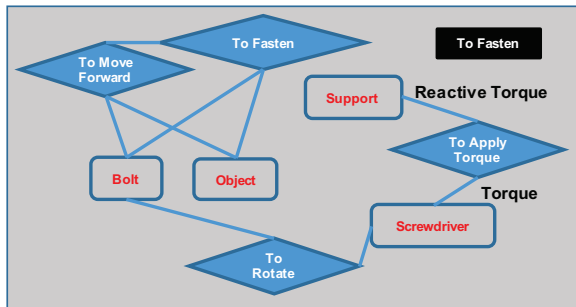 To Fasten
To Fasten
To Move
Forward
Support
Reactive Torque
To Apply
Torque
Bolt
Object
Torque
Screwdriver
To
Rotate